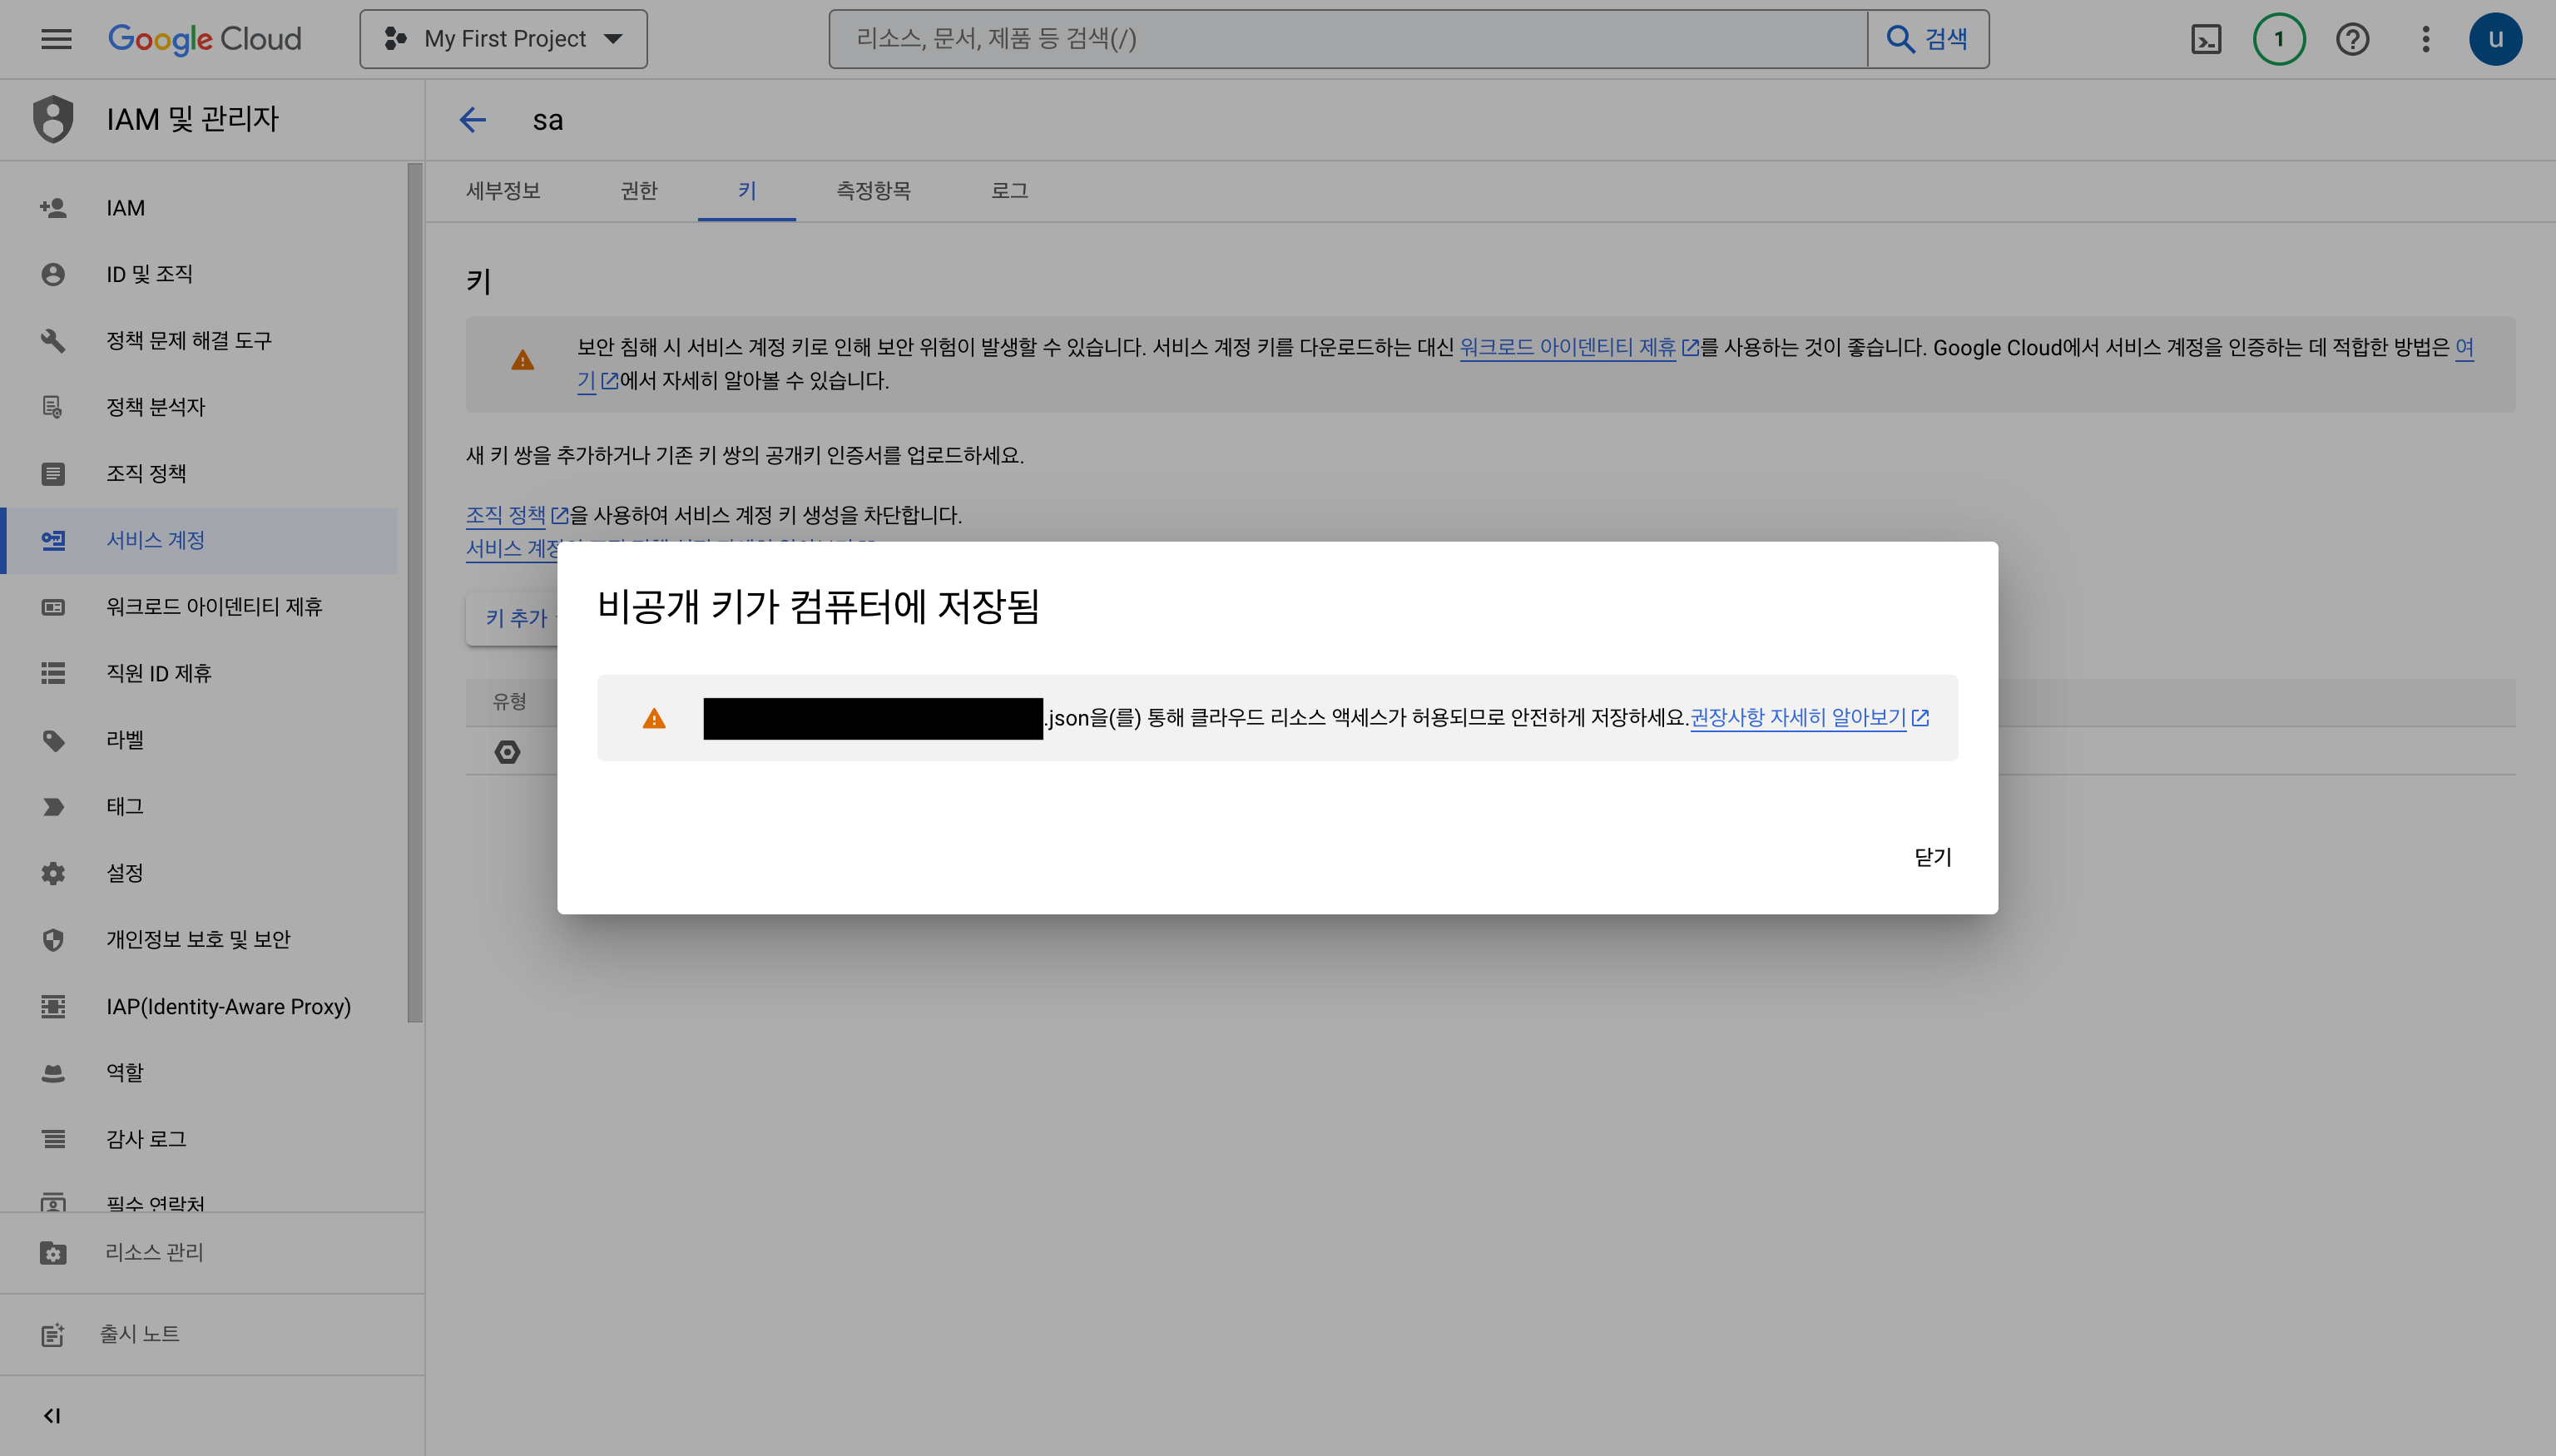 Google Cloud
My First Project
리소스, 문서, 제품 등 검색(/)
검색
1
u
IAM 및 관리자
sa
세부정보 권한 키 측정항목 로그
IAM
ID 및 조직
정책 문제 해결 도구
정책 분석자
조직 정책
서비스 계정
워크로드 아이덴티티 제휴
직원 ID 제휴
라벨
태그
설정
개인정보 보호 및 보안
IAP(Identity-Aware Proxy)
역할
감사 로그
필수 연락처
리소스 관리
출시 노트
키
보안 침해 시 서비스 계정 키로 인해 보안 위험이 발생할 수 있습니다. 서비스 계정 키를 다운로드하는 대신 워크로드 아이덴티티 제휴를 사용하는 것이 좋습니다. Google Cloud에서 서비스 계정을 인증하는 데 적합한 방법은 여
기에서 자세히 알아볼 수 있습니다.
새 키 쌍을 추가하거나 기존 키 쌍의 공개키 인증서를 업로드하세요.
조직 정책을 사용하여 서비스 계정 키 생성을 차단합니다.
서비스
키 추가
유형
비공개 키가 컴퓨터에 저장됨
.json을(를) 통해 클라우드 리소스 액세스가 허용되므로 안전하게 저장하세요.권장사항 자세히 알아보기
닫기